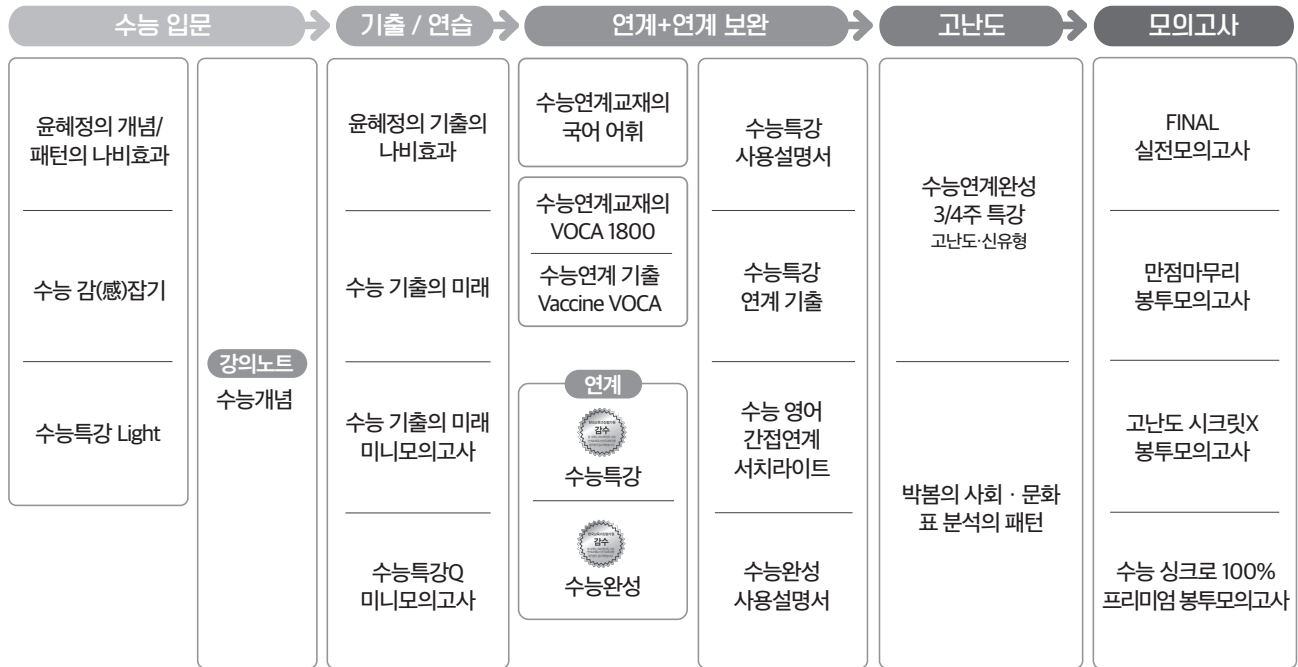 수능 입문
기출 / 연습
연계+연계 보완
고난도
모의고사
윤혜정의 개념/
패턴의 나비효과
수능 감(感)잡기
수능특강 Light
강의노트
수능개념
윤혜정의 기출의
나비효과
수능 기출의 미래
수능 기출의 미래
미니모의고사
수능특강Q
미니모의고사
수능연계교재의
국어 어휘
수능연계교재의
VOCA 1800
수능연계 기출
Vaccine VOCA
연계
감수
수능특강
감수
수능완성
수능특강
사용설명서
수능특강
연계 기출
수능 영어
간접연계
서치라이트
수능완성
사용설명서
수능연계완성
3/4주 특강
고난도·신유형
박봄의 사회 · 문화
표 분석의 패턴
FINAL
실전모의고사
만점마무리
봉투모의고사
고난도 시크릿X
봉투모의고사
수능 싱크로 100%
프리미엄 봉투모의고사